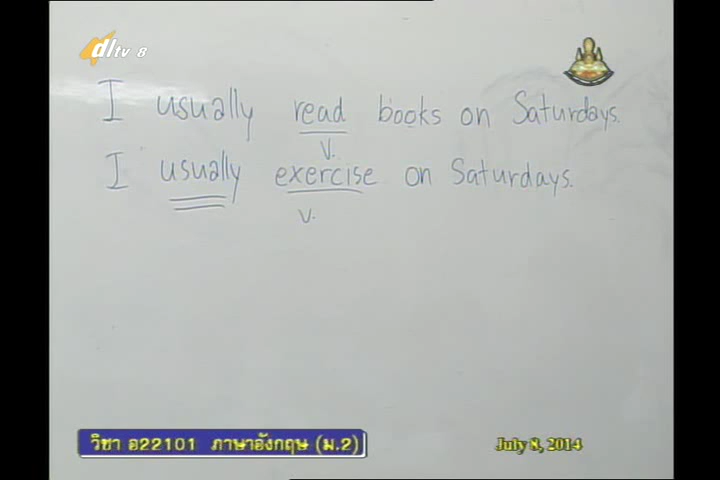 dltv 8
I usually read books on Saturdays.
v.
I usually exercise on Saturdays.
v.
วิชา อ22101 ภาษาอังกฤษ (ม.2)
July 8, 2014